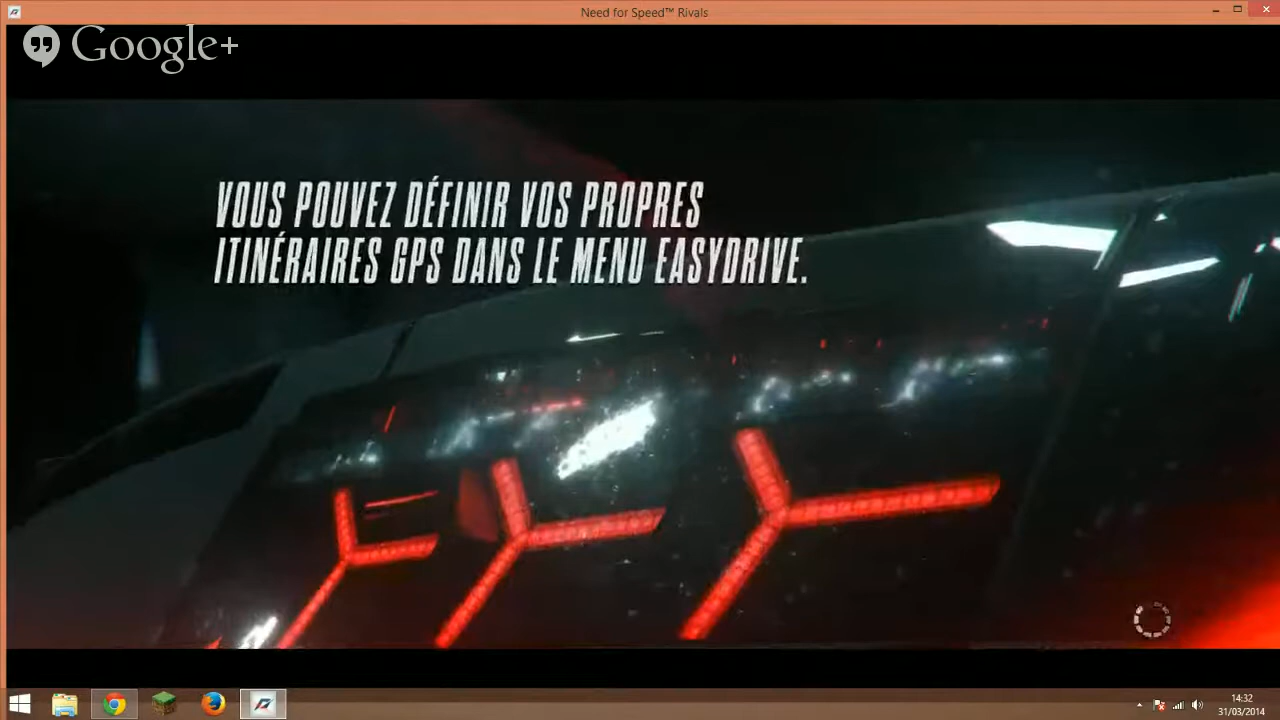 Need for Speed™ Rivals
Google+
VOUS POUVEZ DÉFINIR VOS PROPRES
ITINÉRAIRES GPS DANS LE MENU EASYDRIVE.
14:32
31/03/2014